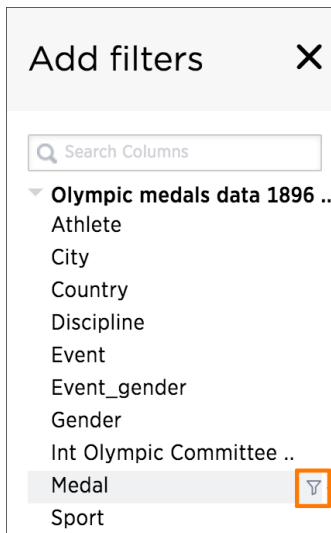 Add filters
Search Columns
Olympic medals data 1896 ..
Athlete
City
Country
Discipline
Event
Event_gender
Gender
Int Olympic Committee ..
Medal
Sport